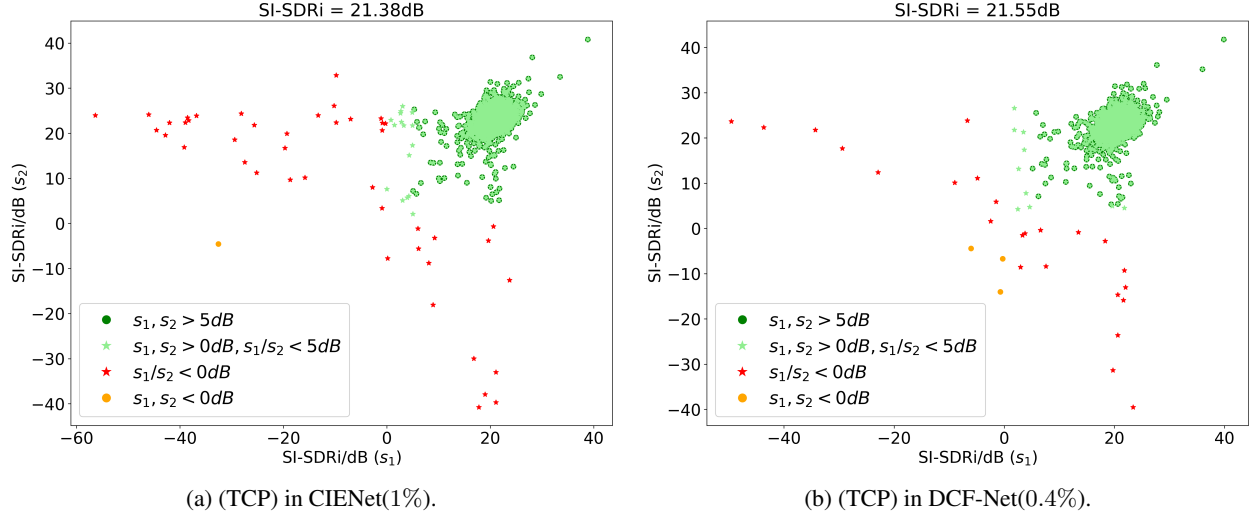 SI-SDRi = 21.38dB
40
30
20
10
0
−10
−20
−30
−40
SI-SDRi/dB (s₂)
s₁, s₂ > 5dB
s₁, s₂ > 0dB, s₁/s₂ < 5dB
s₁/s₂ < 0dB
s₁, s₂ < 0dB
−60 −40 −20 0 20 40
SI-SDRi/dB (s₁)
(a) (TCP) in CIENet(1%).
SI-SDRi = 21.55dB
40
30
20
10
0
−10
−20
−30
−40
SI-SDRi/dB (s₂)
s₁, s₂ > 5dB
s₁, s₂ > 0dB, s₁/s₂ < 5dB
s₁/s₂ < 0dB
s₁, s₂ < 0dB
−40 −20 0 20 40
SI-SDRi/dB (s₁)
(b) (TCP) in DCF-Net(0.4%).